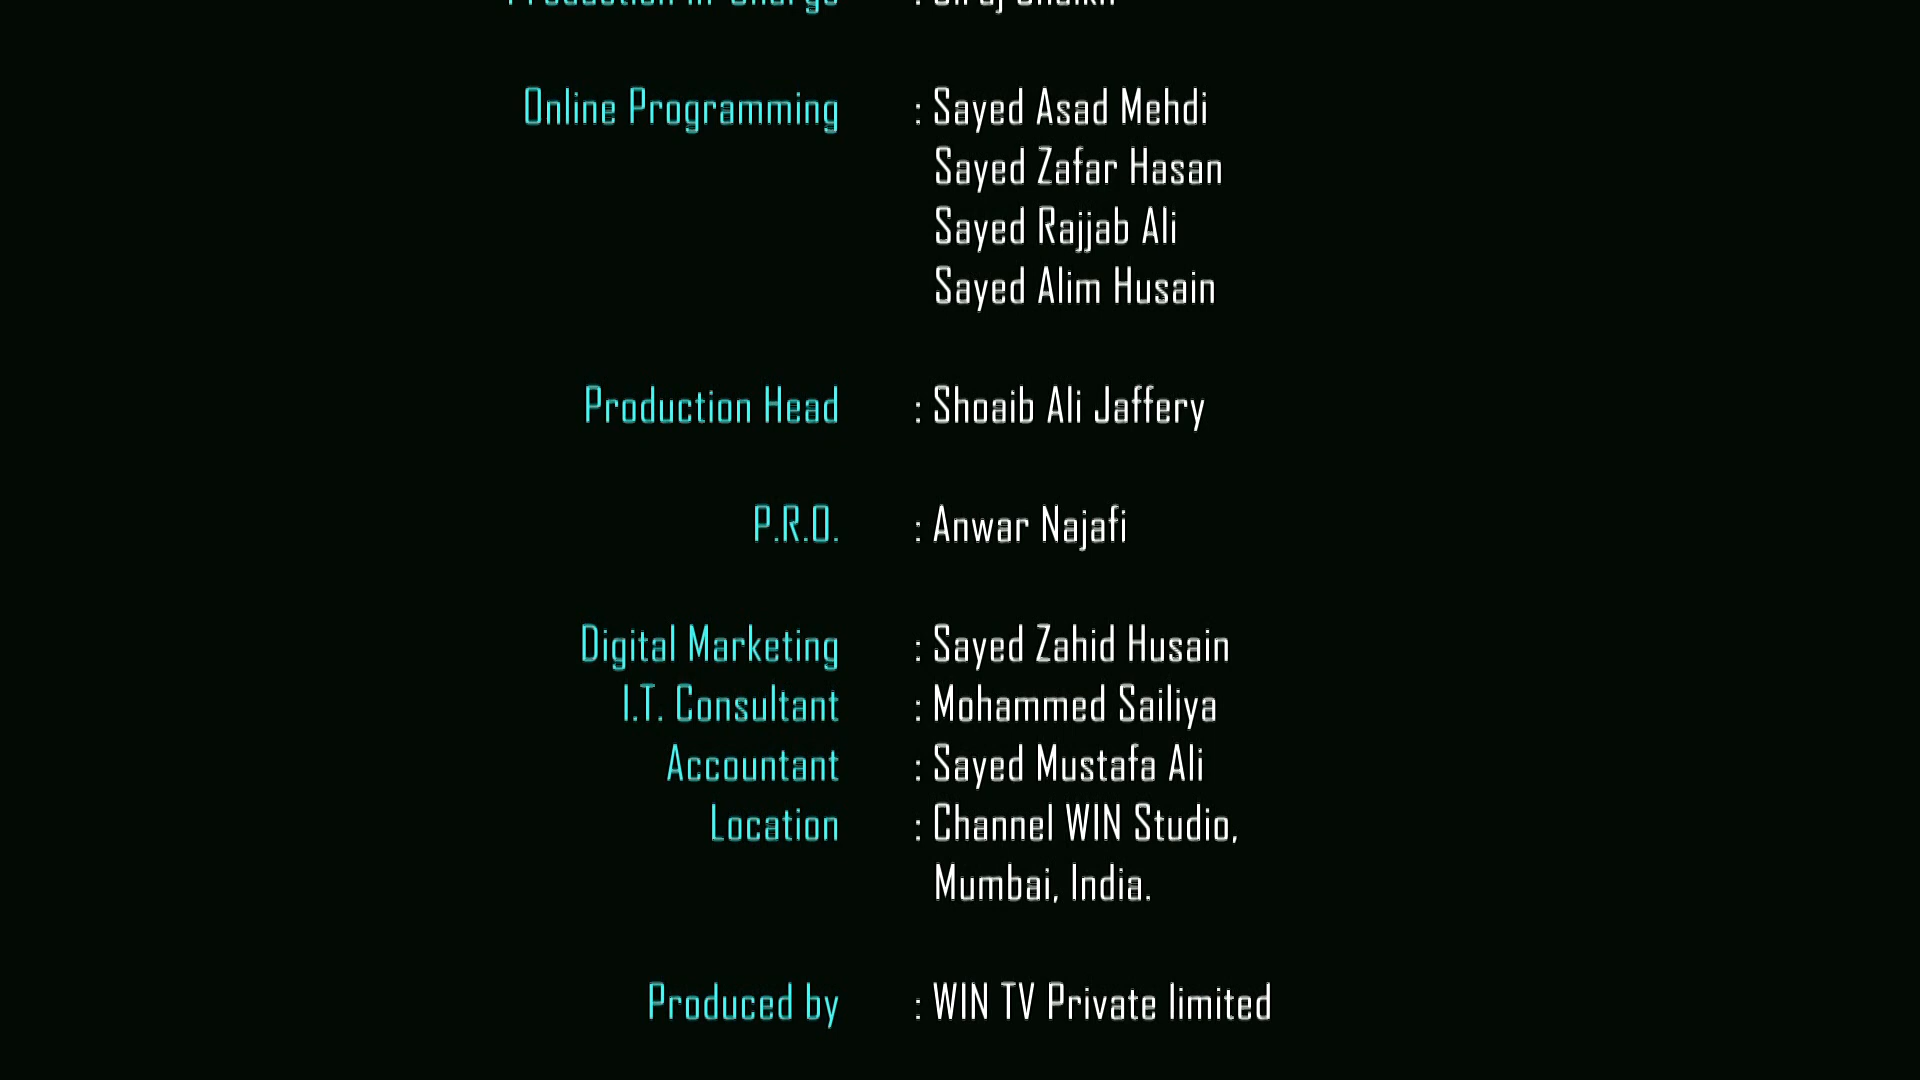 Online Programming : Sayed Asad Mehdi
Sayed Zafar Hasan
Sayed Rajjab Ali
Sayed Alim Husain
Production Head : Shoaib Ali Jaffery
P.R.O. : Anwar Najafi
Digital Marketing : Sayed Zahid Husain
I.T. Consultant : Mohammed Sailiya
Accountant : Sayed Mustafa Ali
Location : Channel WIN Studio,
Mumbai, India.
Produced by : WIN TV Private limited